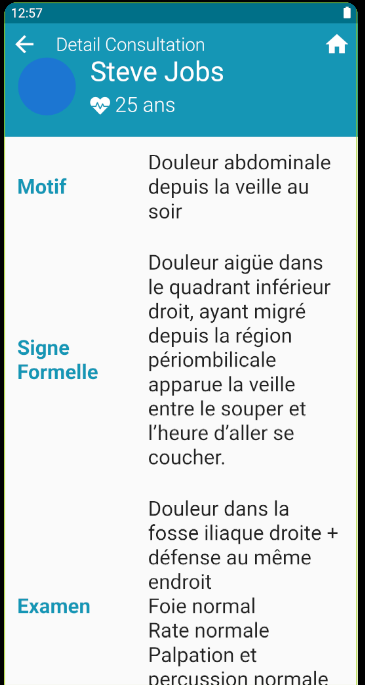 12:57
Detail Consultation
Steve Jobs
25 ans
Motif
Douleur abdominale
depuis la veille au
soir
Signe
Formelle
Douleur aigüe dans
le quadrant inférieur
droit, ayant migré
depuis la région
périombilicale
apparue la veille
entre le souper et
l’heure d’aller se
coucher.
Examen
Douleur dans la
fosse iliaque droite +
défense au même
endroit
Foie normal
Rate normale
Palpation et
percussion normale